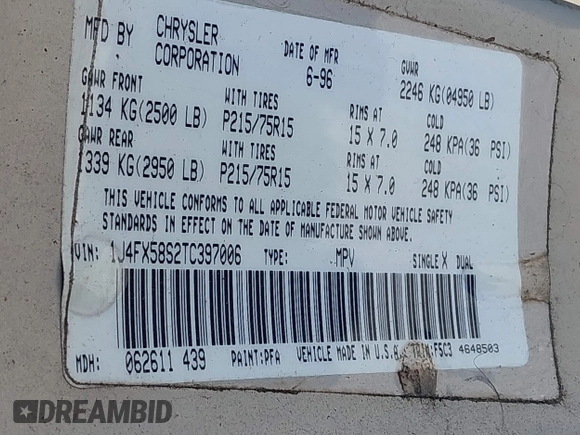 MFD BY CHRYSLER CORPORATION DATE OF MFR 6-96 GVWR 2246 KG(04950 LB)
GAWR FRONT WITH TIRES RIMS AT COLD
1134 KG(2500 LB) P215/75R15 15 X 7.0 248 KPA(36 PSI)
GAWR REAR WITH TIRES RIMS AT COLD
1339 KG(2950 LB) P215/75R15 15 X 7.0 248 KPA(36 PSI)
THIS VEHICLE CONFORMS TO ALL APPLICABLE FEDERAL MOTOR VEHICLE SAFETY
STANDARDS IN EFFECT ON THE DATE OF MANUFACTURE SHOWN ABOVE.
VIN: 1J4FX58S2TC397006 TYPE: MPV SINGLE X DUAL
MDH: 062611 439 PAINT:PFA VEHICLE MADE IN U.S.A. 4648503
DREAMBID